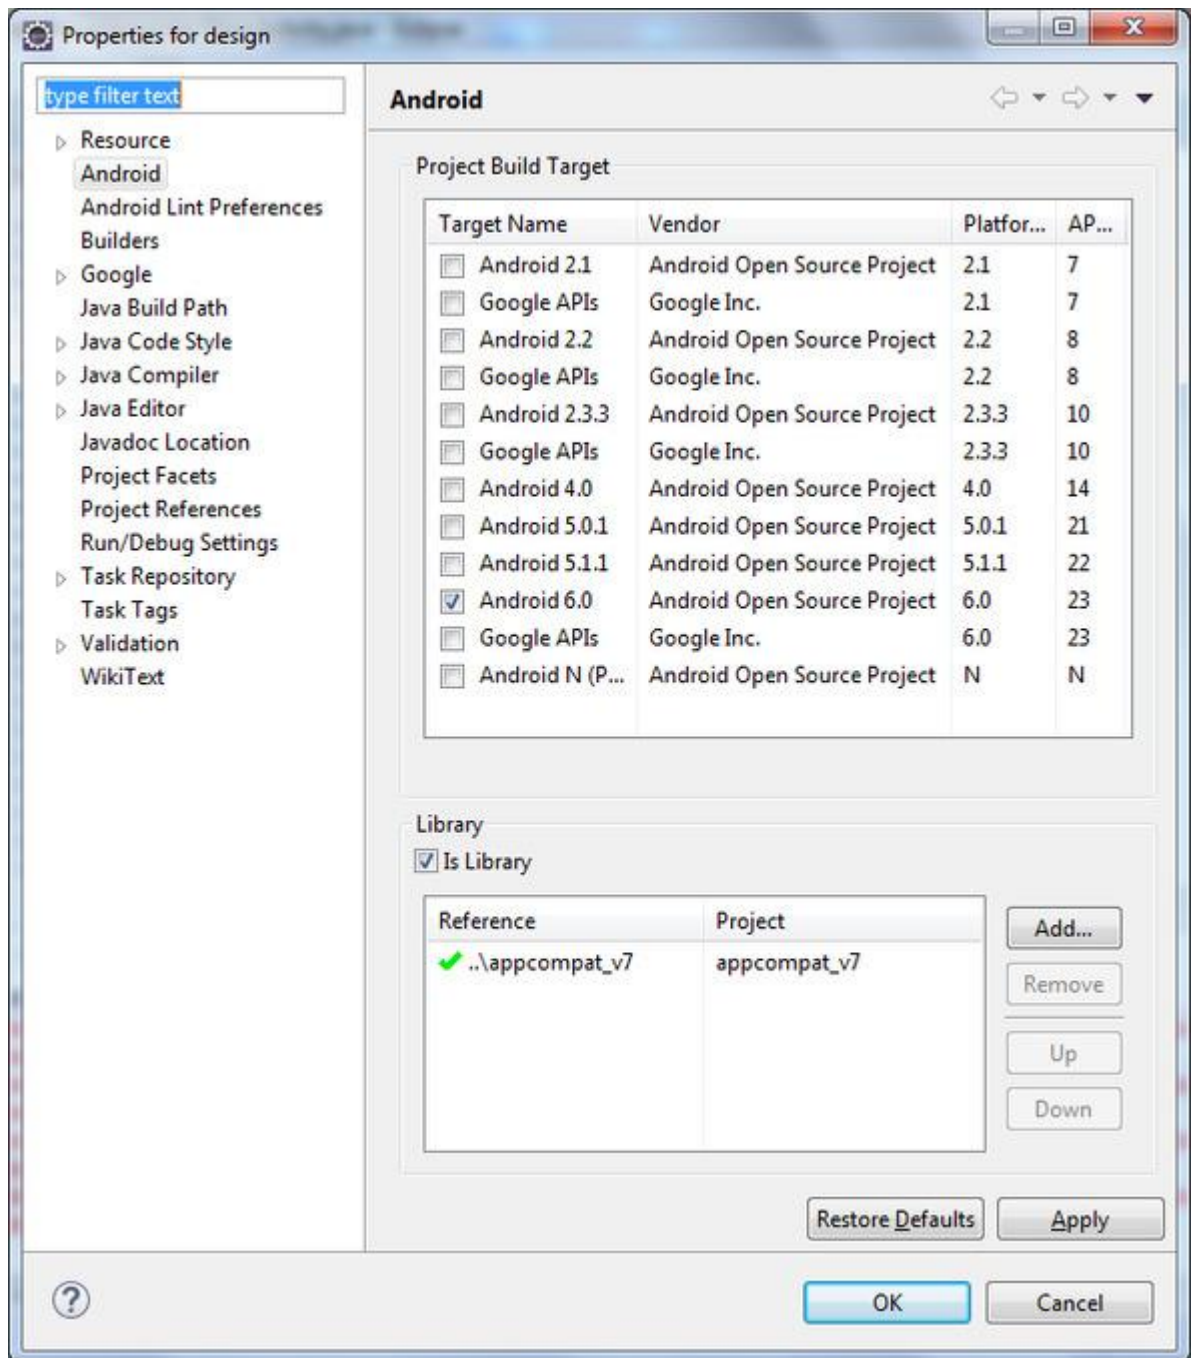 Properties for design
type filter text
Resource
Android
Android Lint Preferences
Builders
Google
Java Build Path
Java Code Style
Java Compiler
Java Editor
Javadoc Location
Project Facets
Project References
Run/Debug Settings
Task Repository
Task Tags
Validation
WikiText
Android
Project Build Target
Target Name Vendor Platfor... AP...
Android 2.1 Android Open Source Project 2.1 7
Google APIs Google Inc. 2.1 7
Android 2.2 Android Open Source Project 2.2 8
Google APIs Google Inc. 2.2 8
Android 2.3.3 Android Open Source Project 2.3.3 10
Google APIs Google Inc. 2.3.3 10
Android 4.0 Android Open Source Project 4.0 14
Android 5.0.1 Android Open Source Project 5.0.1 21
Android 5.1.1 Android Open Source Project 5.1.1 22
Android 6.0 Android Open Source Project 6.0 23
Google APIs Google Inc. 6.0 23
Android N (P... Android Open Source Project N N
Library
Is Library
Reference Project
..\appcompat_v7 appcompat_v7
Add...
Remove
Up
Down
Restore Defaults Apply
? OK Cancel